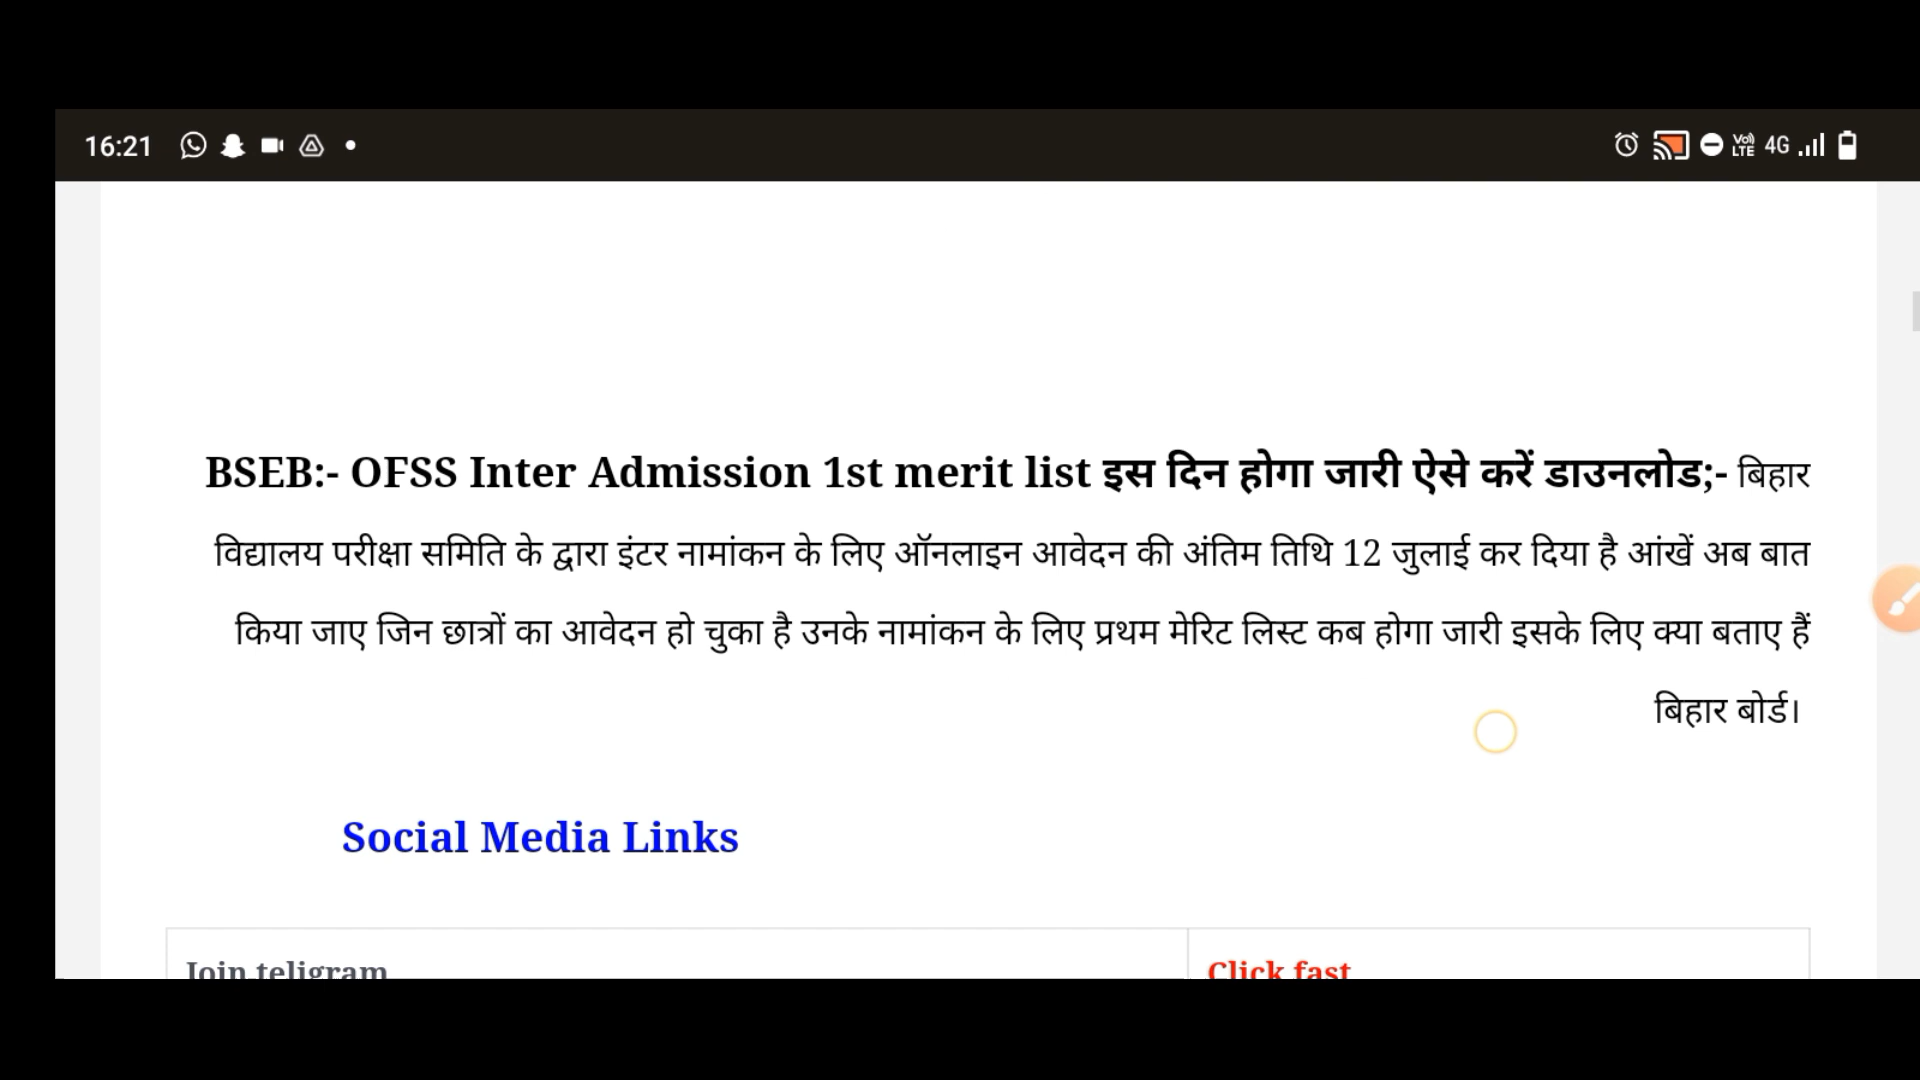 16:21 VoLTE 4G
BSEB:- OFSS Inter Admission 1st merit list इस दिन होगा जारी ऐसे करें डाउनलोड;- बिहार
विद्यालय परीक्षा समिति के द्वारा इंटर नामांकन के लिए ऑनलाइन आवेदन की अंतिम तिथि 12 जुलाई कर दिया है आंखें अब बात
किया जाए जिन छात्रों का आवेदन हो चुका है उनके नामांकन के लिए प्रथम मेरिट लिस्ट कब होगा जारी इसके लिए क्या बताए हैं
बिहार बोर्ड।
Social Media Links
Join teligram Click fast